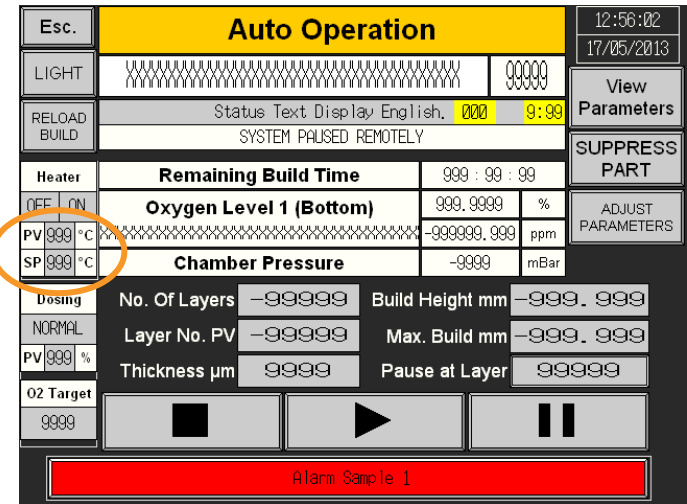 Esc.
Auto Operation
12:56:02
17/05/2013
LIGHT
XXXXXXXXXXXXXXXXXXXXXXXXXXXXXXXXXXXXXXXX
99999
View
Parameters
RELOAD
BUILD
Status Text Display English. 000 9:99
SYSTEM PAUSED REMOTELY
SUPPRESS
PART
Heater
Remaining Build Time
999 : 99 : 99
OFF ON
Oxygen Level 1 (Bottom)
999.9999 %
ADJUST
PARAMETERS
PV 999 °C
XXXXXXXXXXXXXXXXXXXXXXXXXXXXXXXXXXXXXXXX
-999999.999 ppm
SP 999 °C
Chamber Pressure
-9999 mBar
Dosing
No. Of Layers -99999
Build Height mm -999.999
NORMAL
Layer No. PV -99999
Max. Build mm -999.999
PV 999 %
Thickness µm 9999
Pause at Layer 99999
O2 Target
9999
Alarm Sample 1